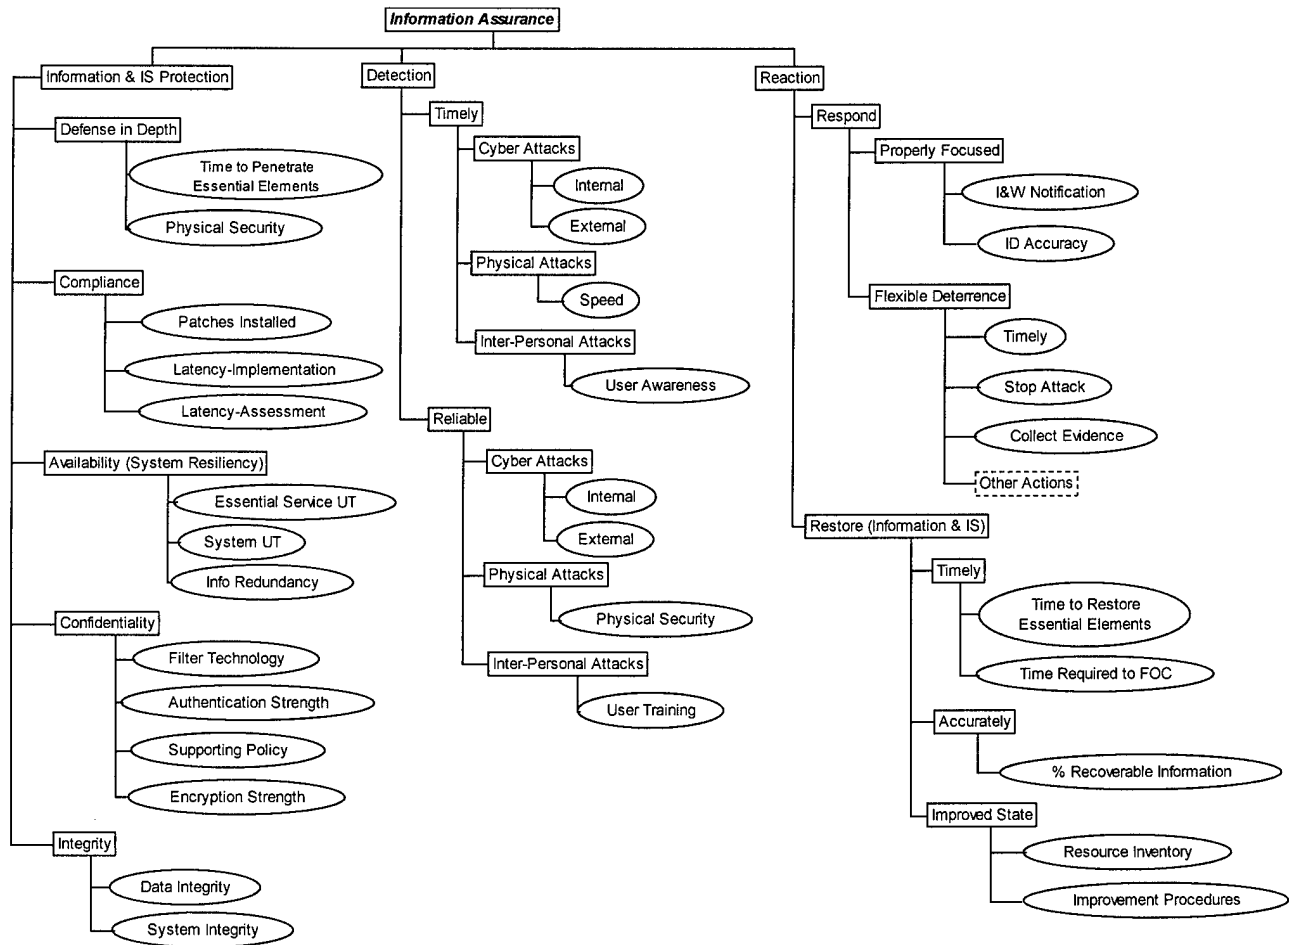 Information Assurance
Information & IS Protection
Defense in Depth
Time to Penetrate
Essential Elements
Physical Security
Compliance
Patches Installed
Latency-Implementation
Latency-Assessment
Availability (System Resiliency)
Essential Service UT
System UT
Info Redundancy
Confidentiality
Filter Technology
Authentication Strength
Supporting Policy
Encryption Strength
Integrity
Data Integrity
System Integrity
Detection
Timely
Cyber Attacks
Internal
External
Physical Attacks
Speed
Inter-Personal Attacks
User Awareness
Reliable
Cyber Attacks
Internal
External
Physical Attacks
Physical Security
Inter-Personal Attacks
User Training
Reaction
Respond
Properly Focused
I&W Notification
ID Accuracy
Flexible Deterrence
Timely
Stop Attack
Collect Evidence
Other Actions
Restore (Information & IS)
Timely
Time to Restore
Essential Elements
Time Required to FOC
Accurately
% Recoverable Information
Improved State
Resource Inventory
Improvement Procedures